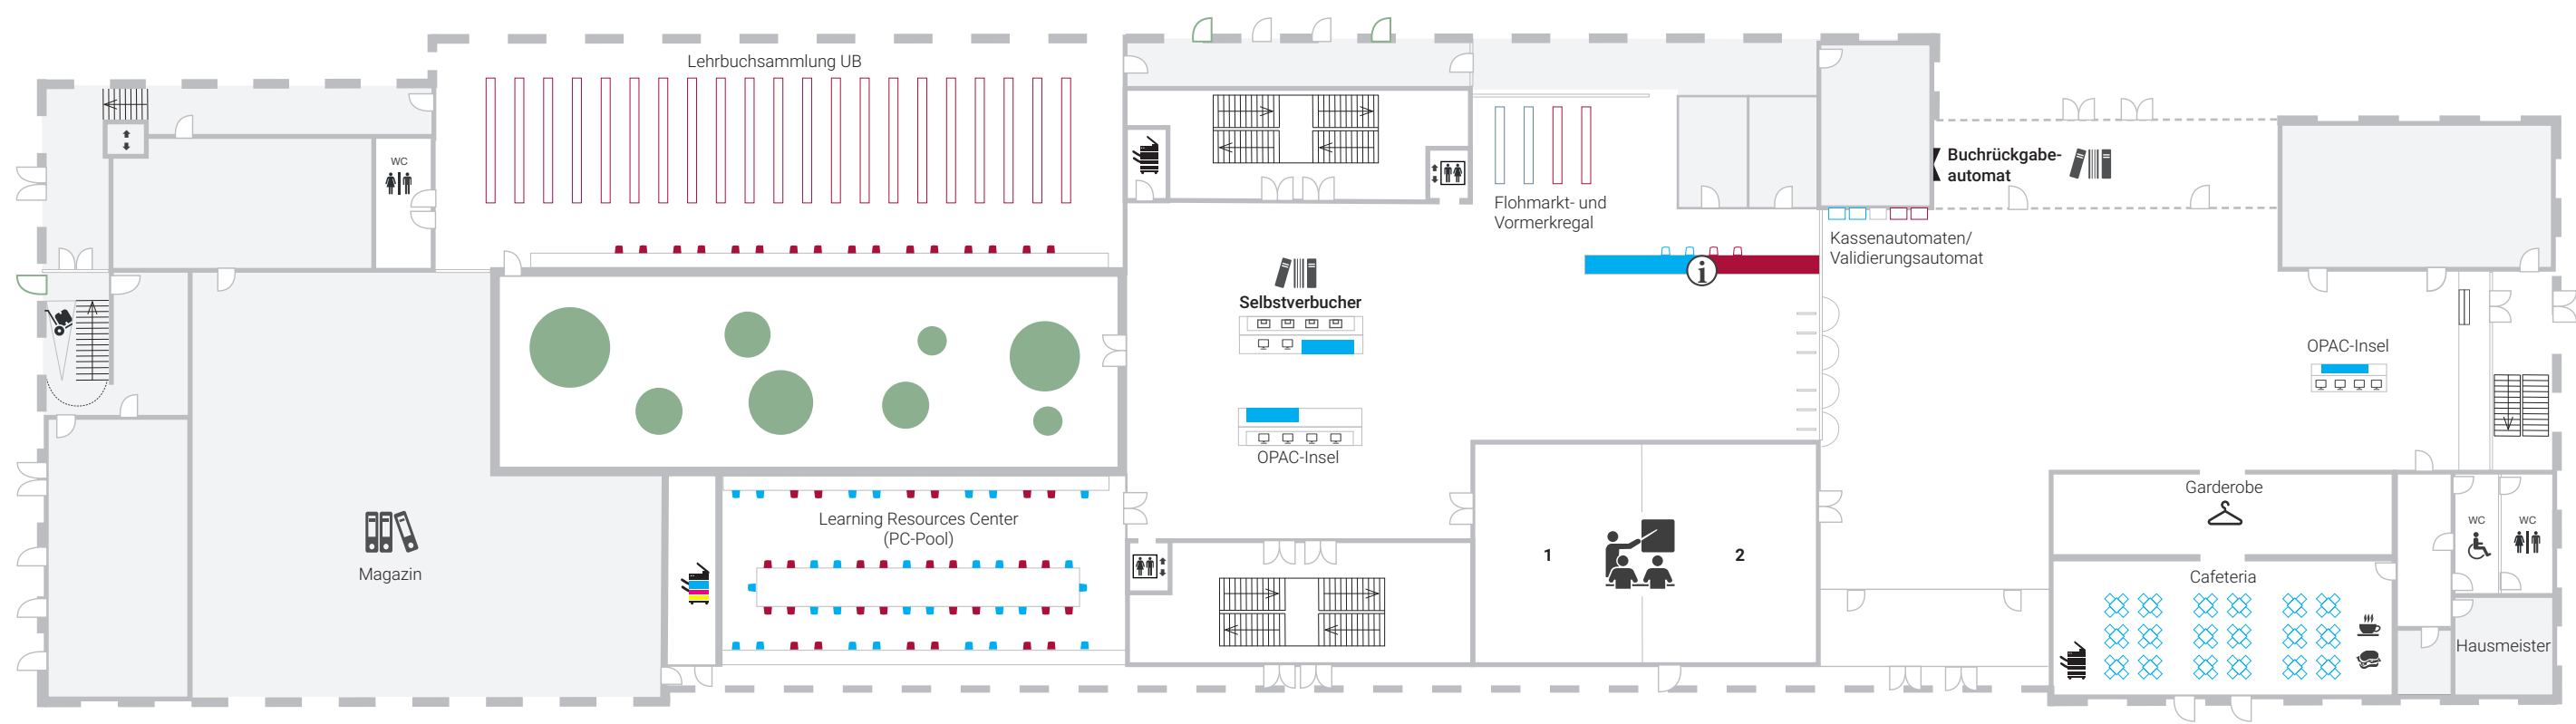 Lehrbuchsammlung UB
WC
Buchrückgabe-
automat
Flohmarkt- und
Vormerkregal
Kassenautomaten/
Validierungsautomat
i
Selbstverbucher
OPAC-Insel
OPAC-Insel
Garderobe
Learning Resources Center
(PC-Pool)
WC
WC
1
2
Magazin
Cafeteria
Hausmeister